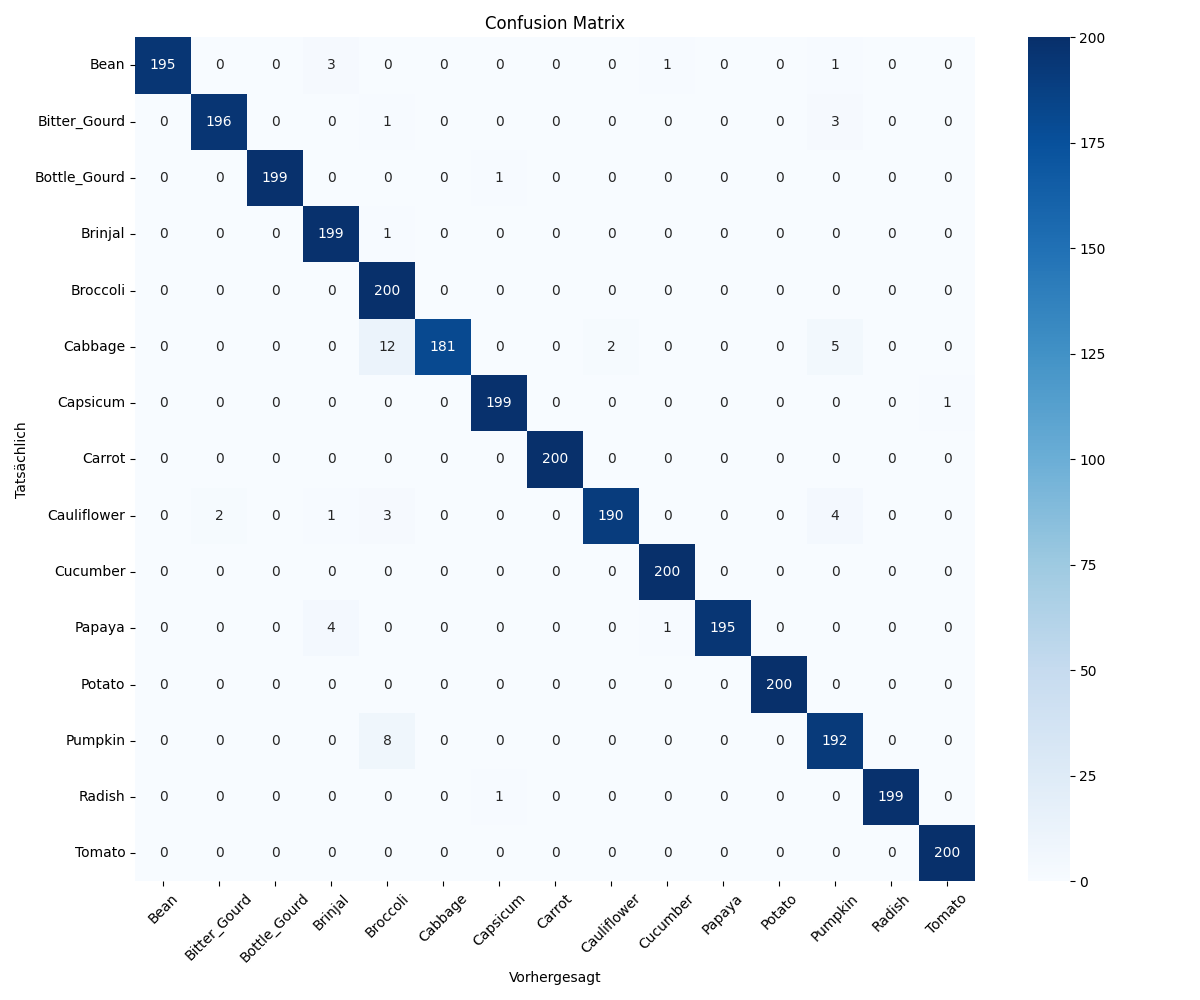 Confusion Matrix
Tatsächlich
Bean 195 0 0 3 0 0 0 0 0 1 0 0 1 0 0
Bitter_Gourd 0 196 0 0 1 0 0 0 0 0 0 0 3 0 0
Bottle_Gourd 0 0 199 0 0 0 1 0 0 0 0 0 0 0 0
Brinjal 0 0 0 199 1 0 0 0 0 0 0 0 0 0 0
Broccoli 0 0 0 0 200 0 0 0 0 0 0 0 0 0 0
Cabbage 0 0 0 0 12 181 0 0 2 0 0 0 5 0 0
Capsicum 0 0 0 0 0 0 199 0 0 0 0 0 0 0 1
Carrot 0 0 0 0 0 0 0 200 0 0 0 0 0 0 0
Cauliflower 0 2 0 1 3 0 0 0 190 0 0 0 4 0 0
Cucumber 0 0 0 0 0 0 0 0 0 200 0 0 0 0 0
Papaya 0 0 0 4 0 0 0 0 0 1 195 0 0 0 0
Potato 0 0 0 0 0 0 0 0 0 0 0 200 0 0 0
Pumpkin 0 0 0 0 8 0 0 0 0 0 0 0 192 0 0
Radish 0 0 0 0 0 0 1 0 0 0 0 0 0 199 0
Tomato 0 0 0 0 0 0 0 0 0 0 0 0 0 0 200
Bean Bitter_Gourd Bottle_Gourd Brinjal Broccoli Cabbage Capsicum Carrot Cauliflower Cucumber Papaya Potato Pumpkin Radish Tomato
Vorhergesagt
200
175
150
125
100
75
50
25
0